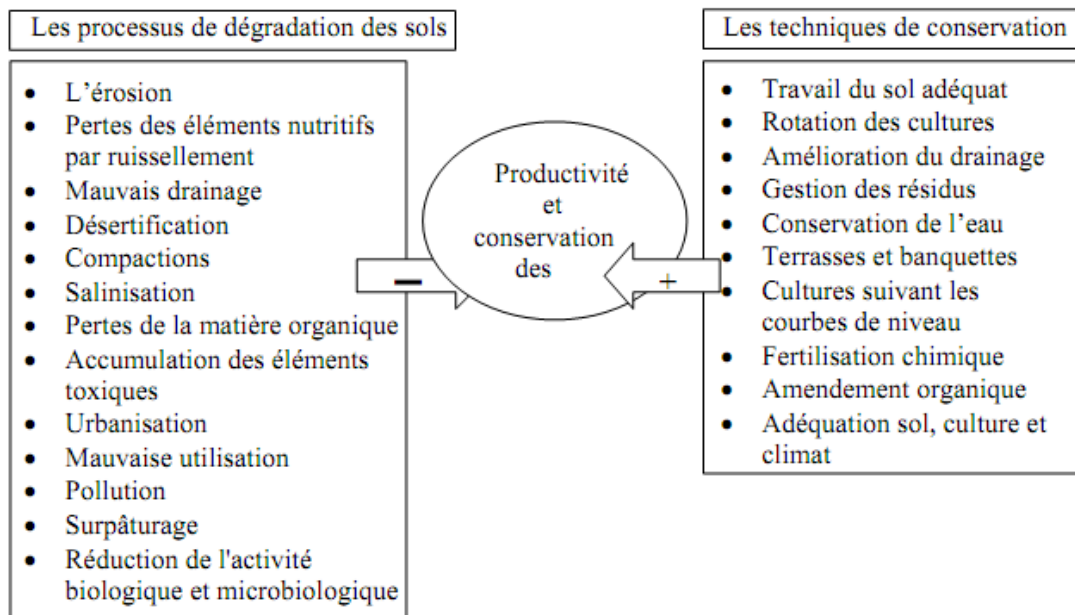 Les processus de dégradation des sols
• L'érosion
• Pertes des éléments nutritifs
par ruissellement
• Mauvais drainage
• Désertification
• Compactions
• Salinisation
• Pertes de la matière organique
• Accumulation des éléments
toxiques
• Urbanisation
• Mauvaise utilisation
• Pollution
• Surpâturage
• Réduction de l'activité
biologique et microbiologique
−
Productivité
et
conservation
des
+
Les techniques de conservation
• Travail du sol adéquat
• Rotation des cultures
• Amélioration du drainage
• Gestion des résidus
• Conservation de l'eau
• Terrasses et banquettes
• Cultures suivant les
courbes de niveau
• Fertilisation chimique
• Amendement organique
• Adéquation sol, culture et
climat